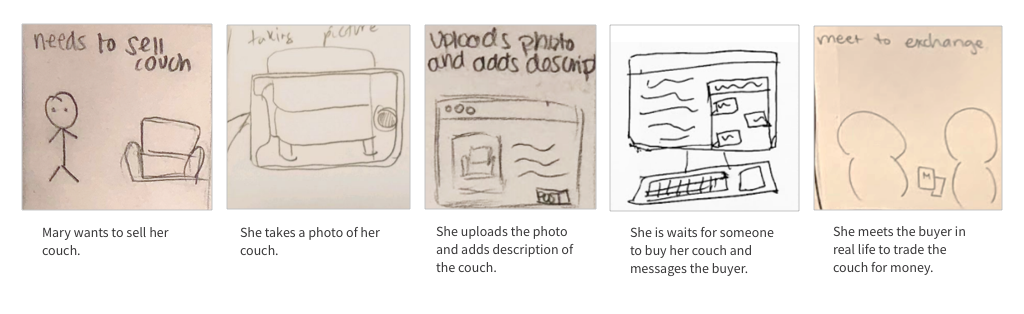 needs to sell
couch
taking picture
Uploads photo
and adds descrip
POST
meet to exchange
M
Mary wants to sell her
couch.
She takes a photo of her
couch.
She uploads the photo
and adds description of
the couch.
She is waits for someone
to buy her couch and
messages the buyer.
She meets the buyer in
real life to trade the
couch for money.